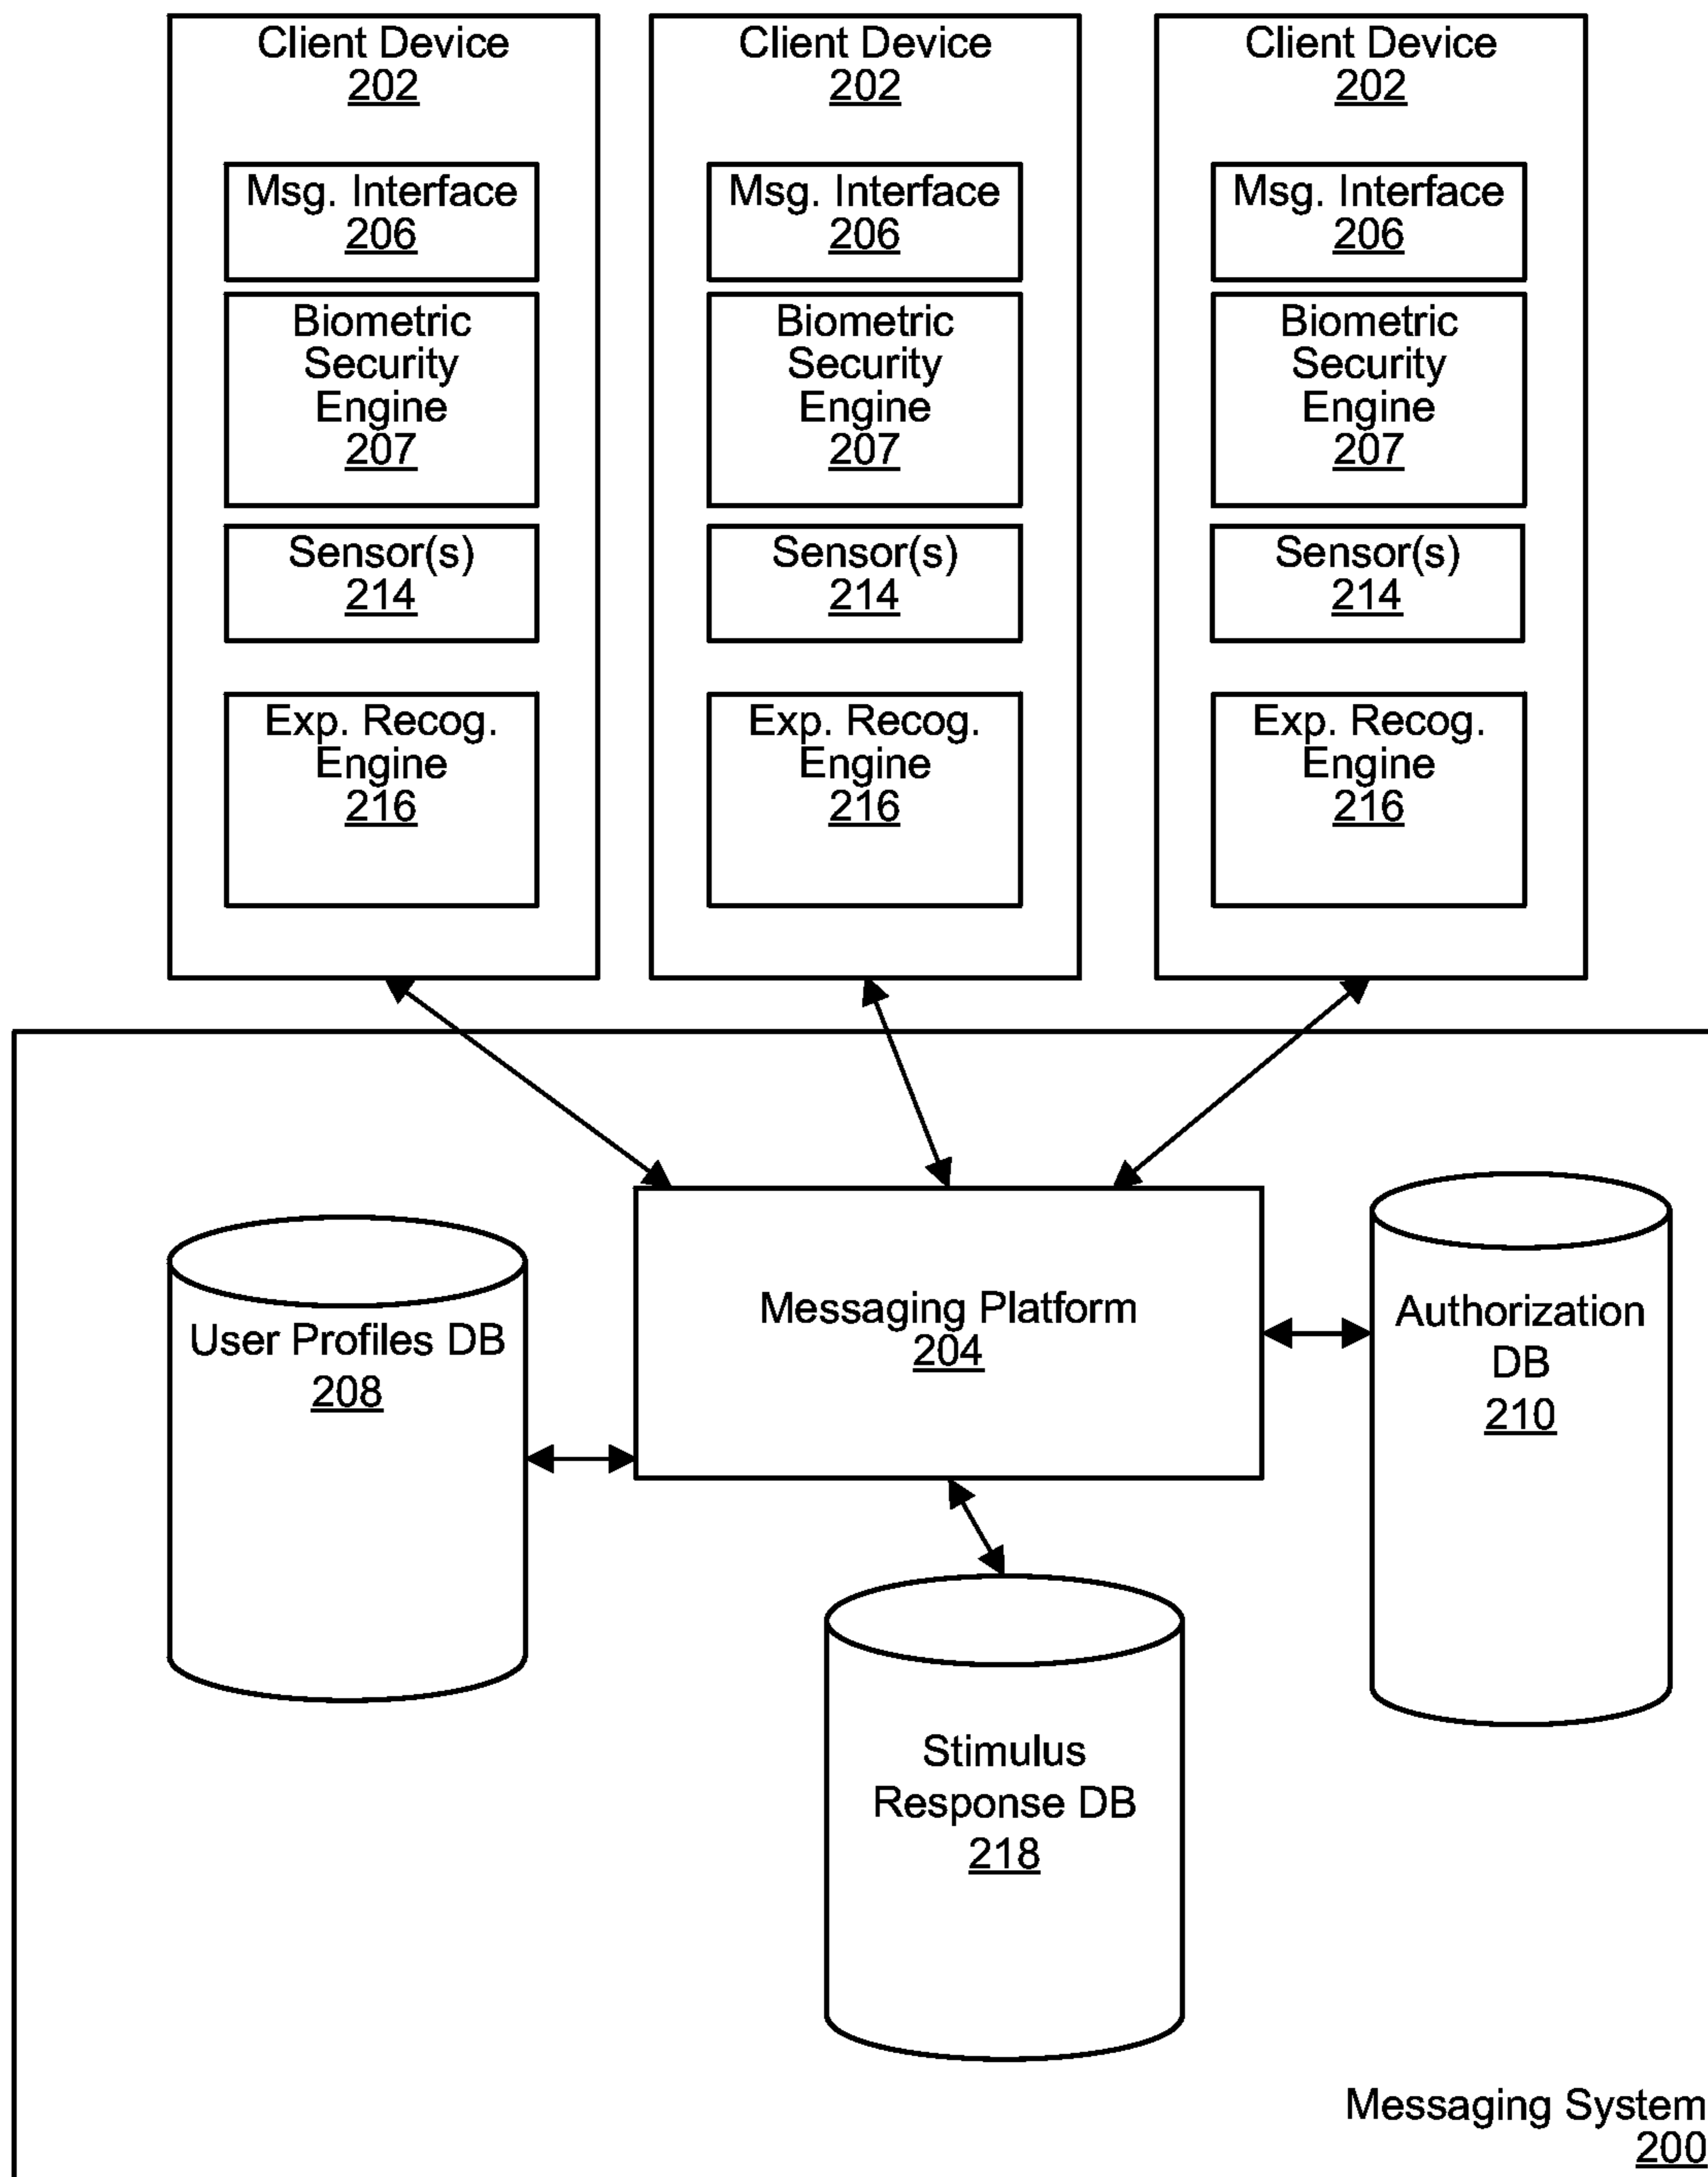 Client Device
202
Msg. Interface
206
Biometric
Security
Engine
207
Sensor(s)
214
Exp. Recog.
Engine
216
Client Device
202
Msg. Interface
206
Biometric
Security
Engine
207
Sensor(s)
214
Exp. Recog.
Engine
216
Client Device
202
Msg. Interface
206
Biometric
Security
Engine
207
Sensor(s)
214
Exp. Recog.
Engine
216
User Profiles DB
208
Messaging Platform
204
Authorization
DB
210
Stimulus
Response DB
218
Messaging System
200